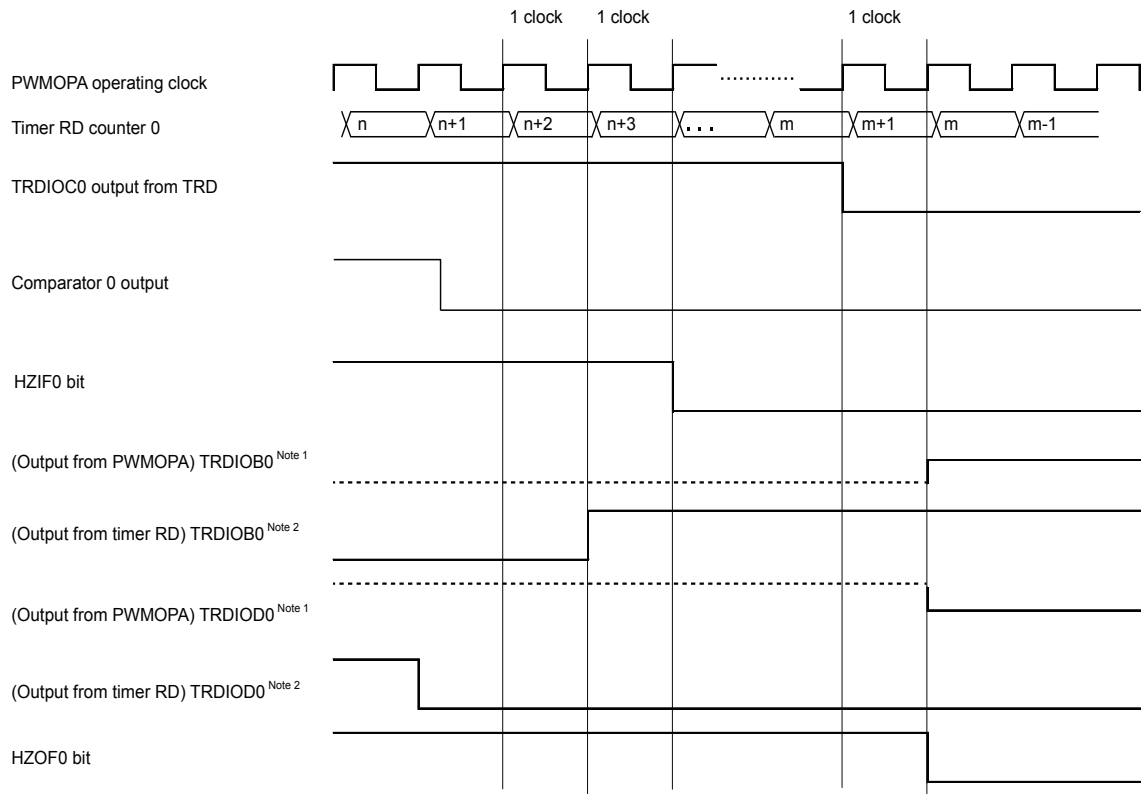 1 clock 1 clock 1 clock
PWMOPA operating clock
Timer RD counter 0 n n+1 n+2 n+3 ... m m+1 m m-1
TRDIOC0 output from TRD
Comparator 0 output
HZIF0 bit
(Output from PWMOPA) TRDIOB0 Note 1
(Output from timer RD) TRDIOB0 Note 2
(Output from PWMOPA) TRDIOD0 Note 1
(Output from timer RD) TRDIOD0 Note 2
HZOF0 bit